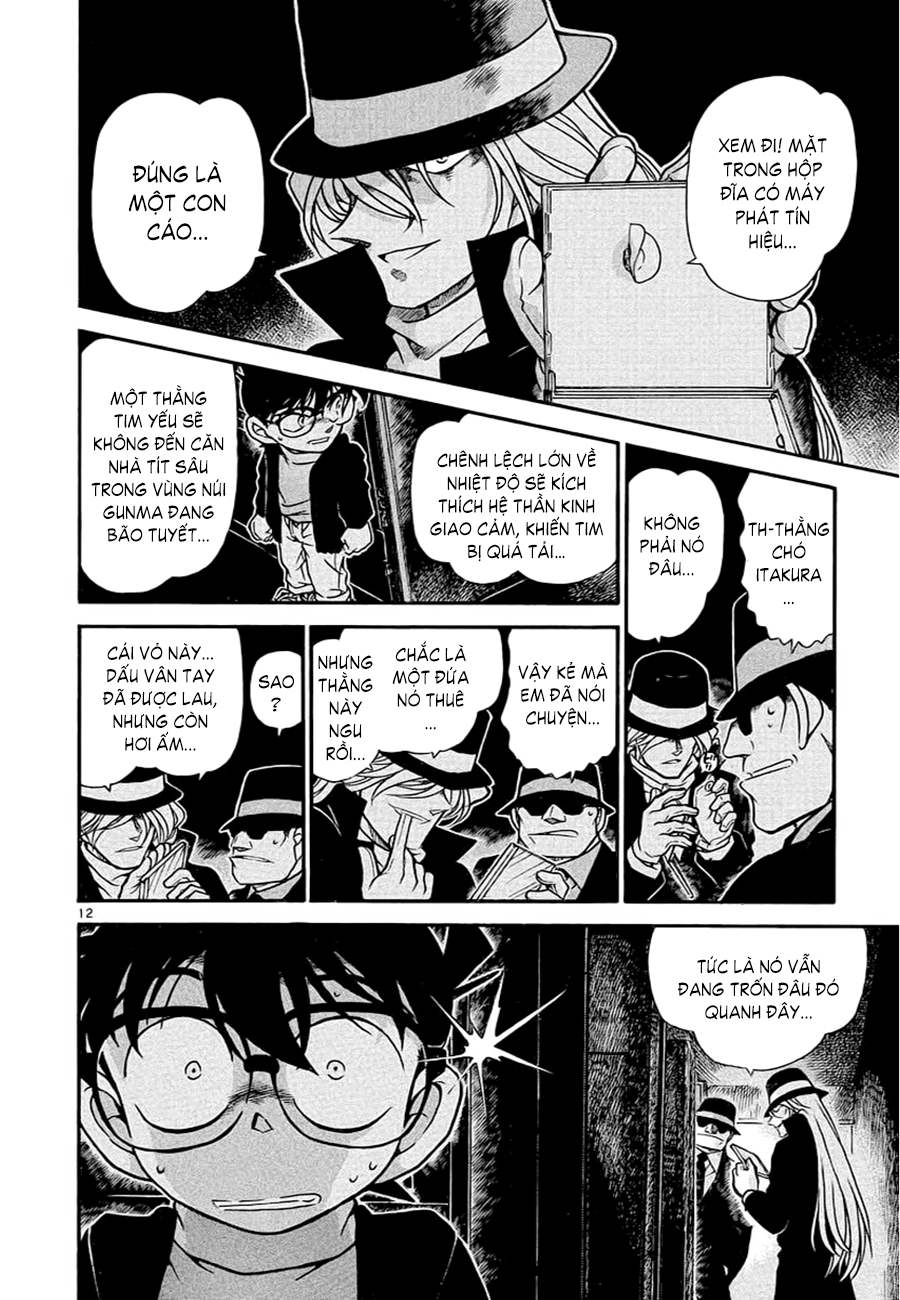 XEM ĐI! MẶT
TRONG HỘP
ĐĨA CÓ MÁY
PHÁT TÍN
HIỆU...
ĐÚNG LÀ
MỘT CON
CÁO...
TH-THẰNG
CHÓ
ITAKURA
...
KHÔNG
PHẢI NÓ
ĐÂU...
CHÊNH LỆCH LỚN VỀ
NHIỆT ĐỘ SẼ KÍCH
THÍCH HỆ THẦN KINH
GIAO CẢM, KHIẾN TIM
BỊ QUÁ TẢI...
MỘT THẰNG
TIM YẾU SẼ
KHÔNG ĐẾN CĂN
NHÀ TÍT SÂU
TRONG VÙNG NÚI
GUNMA ĐANG
BÃO TUYẾT...
VẬY KẺ MÀ
EM ĐÃ NÓI
CHUYỆN...
CHẮC LÀ
MỘT ĐỨA
NÓ THUÊ
...
NHƯNG
THẰNG
NÀY
NGU
RỒI...
SAO
?
CÁI VỎ NÀY...
DẤU VÂN TAY
ĐÃ ĐƯỢC LAU,
NHƯNG CÒN
HƠI ẤM...
12
TỨC LÀ NÓ VẪN
ĐANG TRỐN ĐÂU ĐÓ
QUANH ĐÂY...